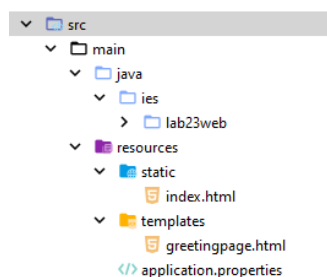 src
main
java
ies
lab23web
resources
static
index.html
templates
greetingpage.html
application.properties